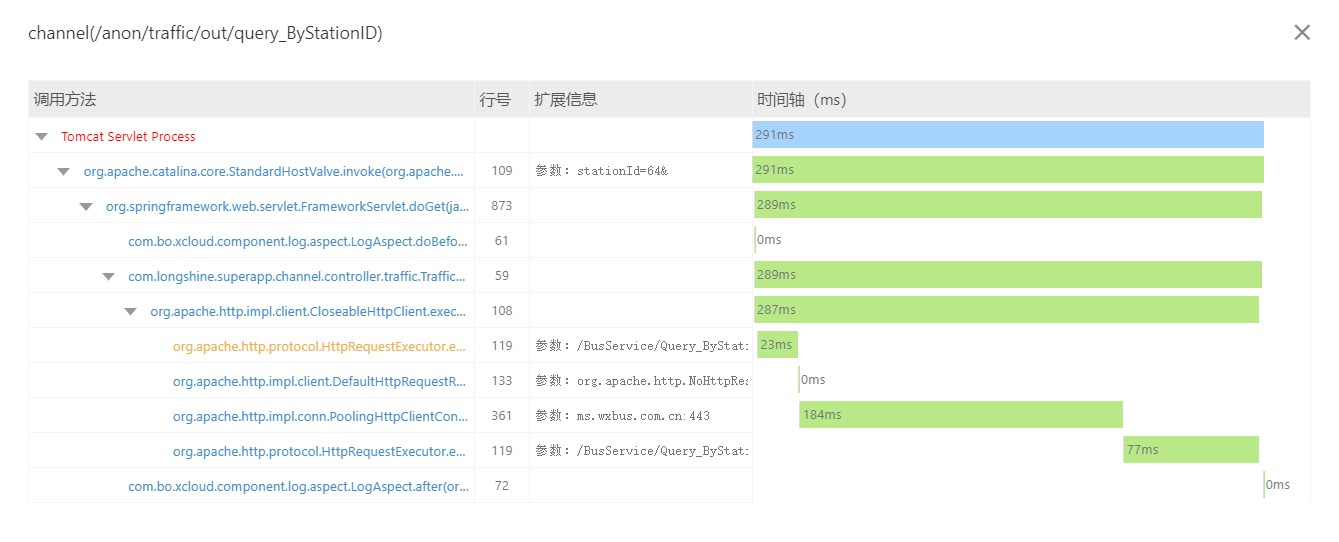 channel(/anon/traffic/out/query_ByStationID)
调用方法 行号 扩展信息 时间轴（ms）
Tomcat Servlet Process 291ms
org.apache.catalina.core.StandardHostValve.invoke(org.apache.... 109 参数：stationId=64& 291ms
org.springframework.web.servlet.FrameworkServlet.doGet(ja... 873 289ms
com.bo.xcloud.component.log.aspect.LogAspect.doBefo... 61 0ms
com.longshine.superapp.channel.controller.traffic.Traffic... 59 289ms
org.apache.http.impl.client.CloseableHttpClient.exec... 108 287ms
org.apache.http.protocol.HttpRequestExecutor.e... 119 参数：/BusService/Query_ByStati 23ms
org.apache.http.impl.client.DefaultHttpRequestR... 133 参数：org.apache.http.NoHttpRes 0ms
org.apache.http.impl.conn.PoolingHttpClientCon... 361 参数：ms.wxbus.com.cn:443 184ms
org.apache.http.protocol.HttpRequestExecutor.e... 119 参数：/BusService/Query_ByStati 77ms
com.bo.xcloud.component.log.aspect.LogAspect.after(or... 72 0ms